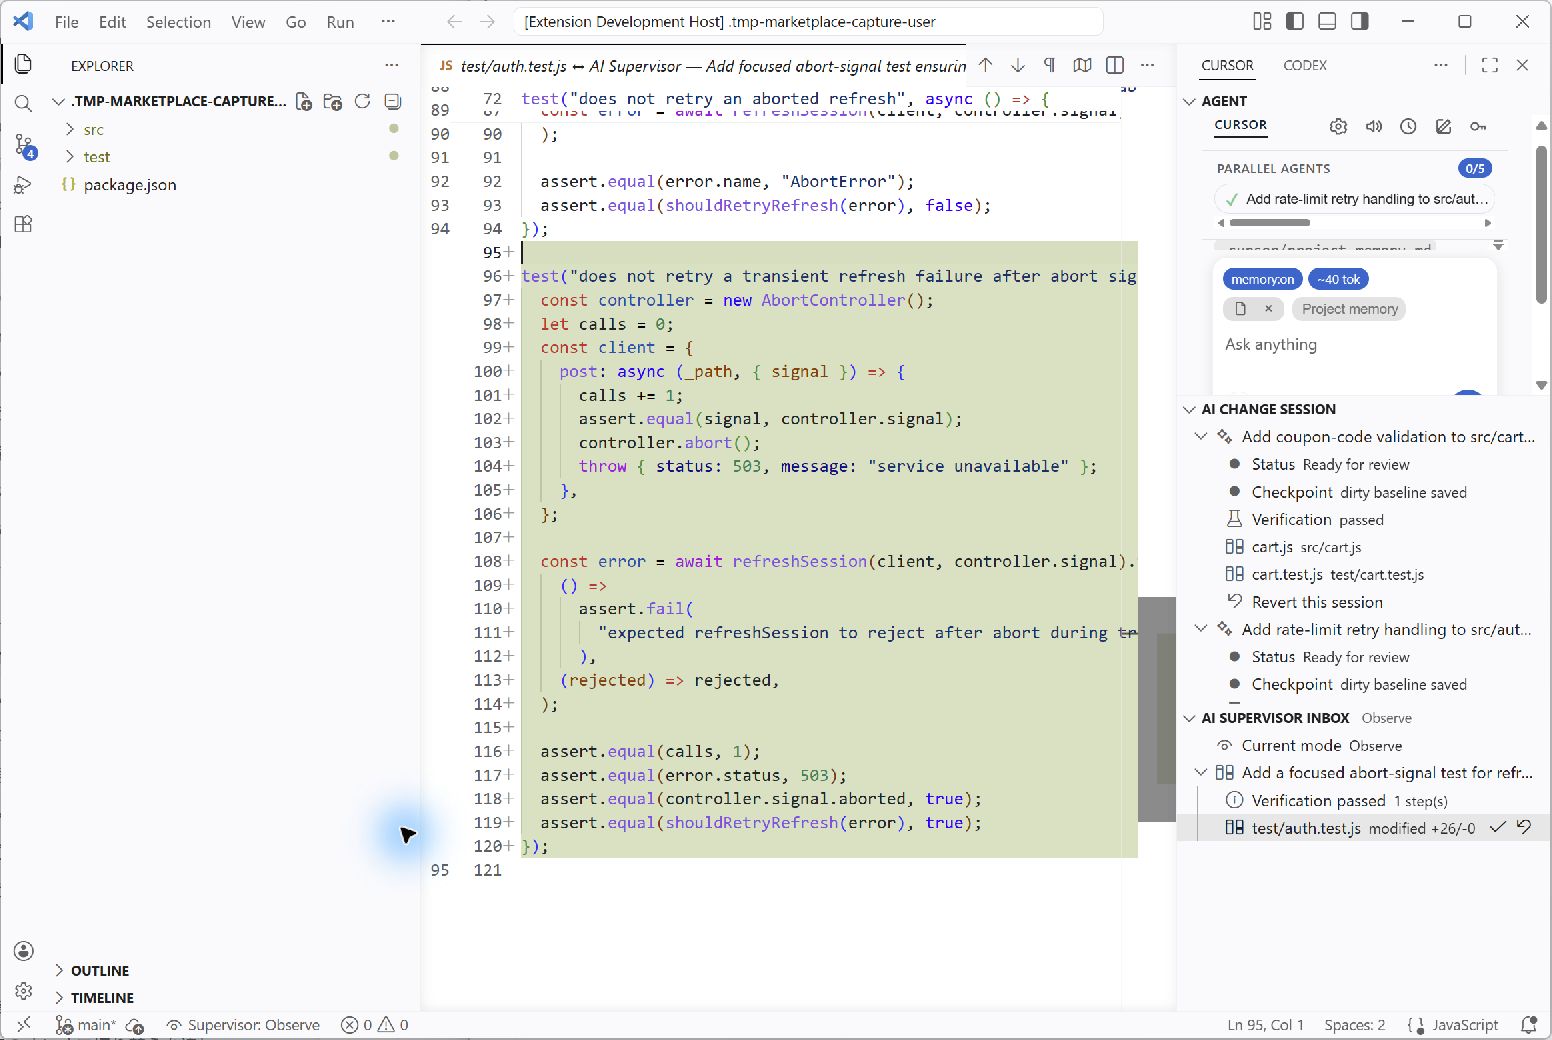 File Edit Selection View Go Run ···
[Extension Development Host] .tmp-marketplace-capture-user
EXPLORER
.TMP-MARKETPLACE-CAPTURE...
src
test
{} package.json
4
OUTLINE
TIMELINE
JS test/auth.test.js ↔ AI Supervisor — Add focused abort-signal test ensurin
72 test("does not retry an aborted refresh", async () => {
89 87 const error = await refreshSession(client, controller.signal
90 90 );
91 91
92 92 assert.equal(error.name, "AbortError");
93 93 assert.equal(shouldRetryRefresh(error), false);
94 94 });
95+
96+ test("does not retry a transient refresh failure after abort sig
97+ const controller = new AbortController();
98+ let calls = 0;
99+ const client = {
100+ post: async (_path, { signal }) => {
101+ calls += 1;
102+ assert.equal(signal, controller.signal);
103+ controller.abort();
104+ throw { status: 503, message: "service unavailable" };
105+ },
106+ };
107+
108+ const error = await refreshSession(client, controller.signal).
109+ () =>
110+ assert.fail(
111+ "expected refreshSession to reject after abort during
112+ ),
113+ (rejected) => rejected,
114+ );
115+
116+ assert.equal(calls, 1);
117+ assert.equal(error.status, 503);
118+ assert.equal(controller.signal.aborted, true);
119+ assert.equal(shouldRetryRefresh(error), true);
120+ });
95 121
CURSOR CODEX
AGENT
CURSOR
PARALLEL AGENTS 0/5
Add rate-limit retry handling to src/aut...
memory:on ~40 tok
× Project memory
Ask anything
AI CHANGE SESSION
Add coupon-code validation to src/cart...
Status Ready for review
Checkpoint dirty baseline saved
Verification passed
cart.js src/cart.js
cart.test.js test/cart.test.js
Revert this session
Add rate-limit retry handling to src/aut...
Status Ready for review
Checkpoint dirty baseline saved
AI SUPERVISOR INBOX Observe
Current mode Observe
Add a focused abort-signal test for refr...
Verification passed 1 step(s)
test/auth.test.js modified +26/-0
main* Supervisor: Observe 0 0
Ln 95, Col 1 Spaces: 2 JavaScript